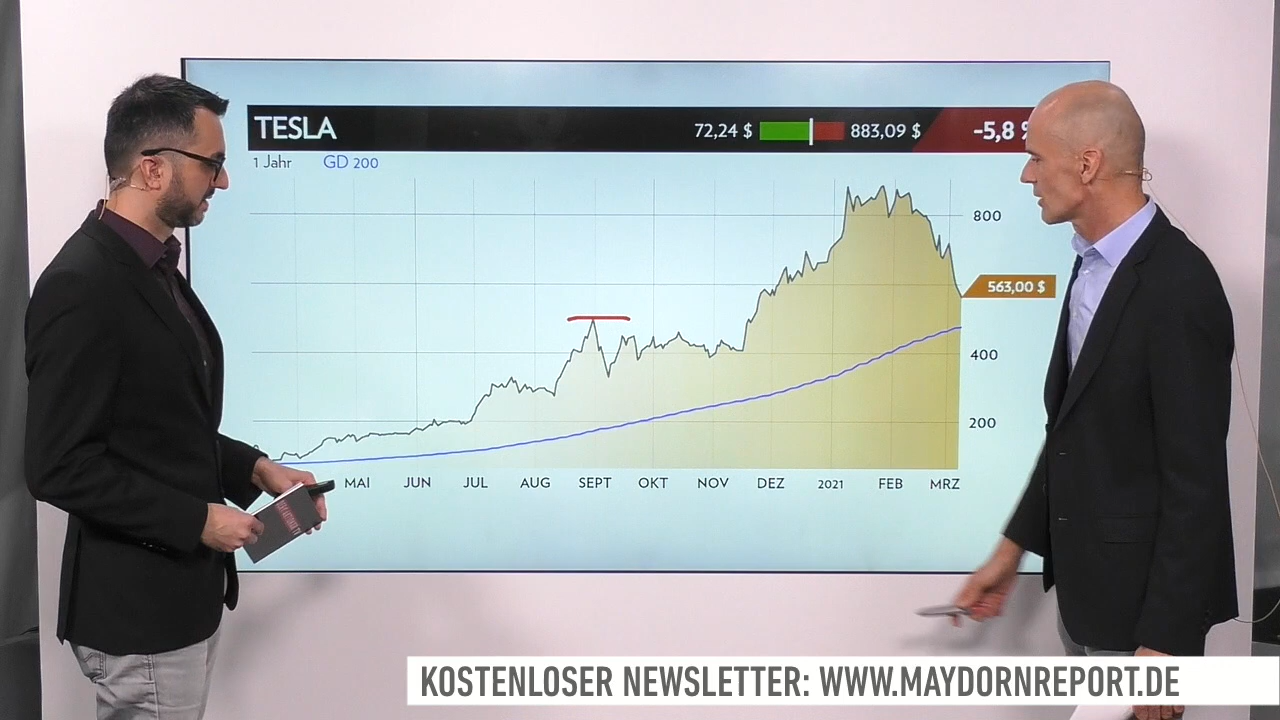 TESLA 72,24 $ 883,09 $ -5,8 %
1 Jahr GD 200
800
563,00 $
400
200
MAI JUN JUL AUG SEPT OKT NOV DEZ 2021 FEB MRZ
KOSTENLOSER NEWSLETTER: WWW.MAYDORNREPORT.DE